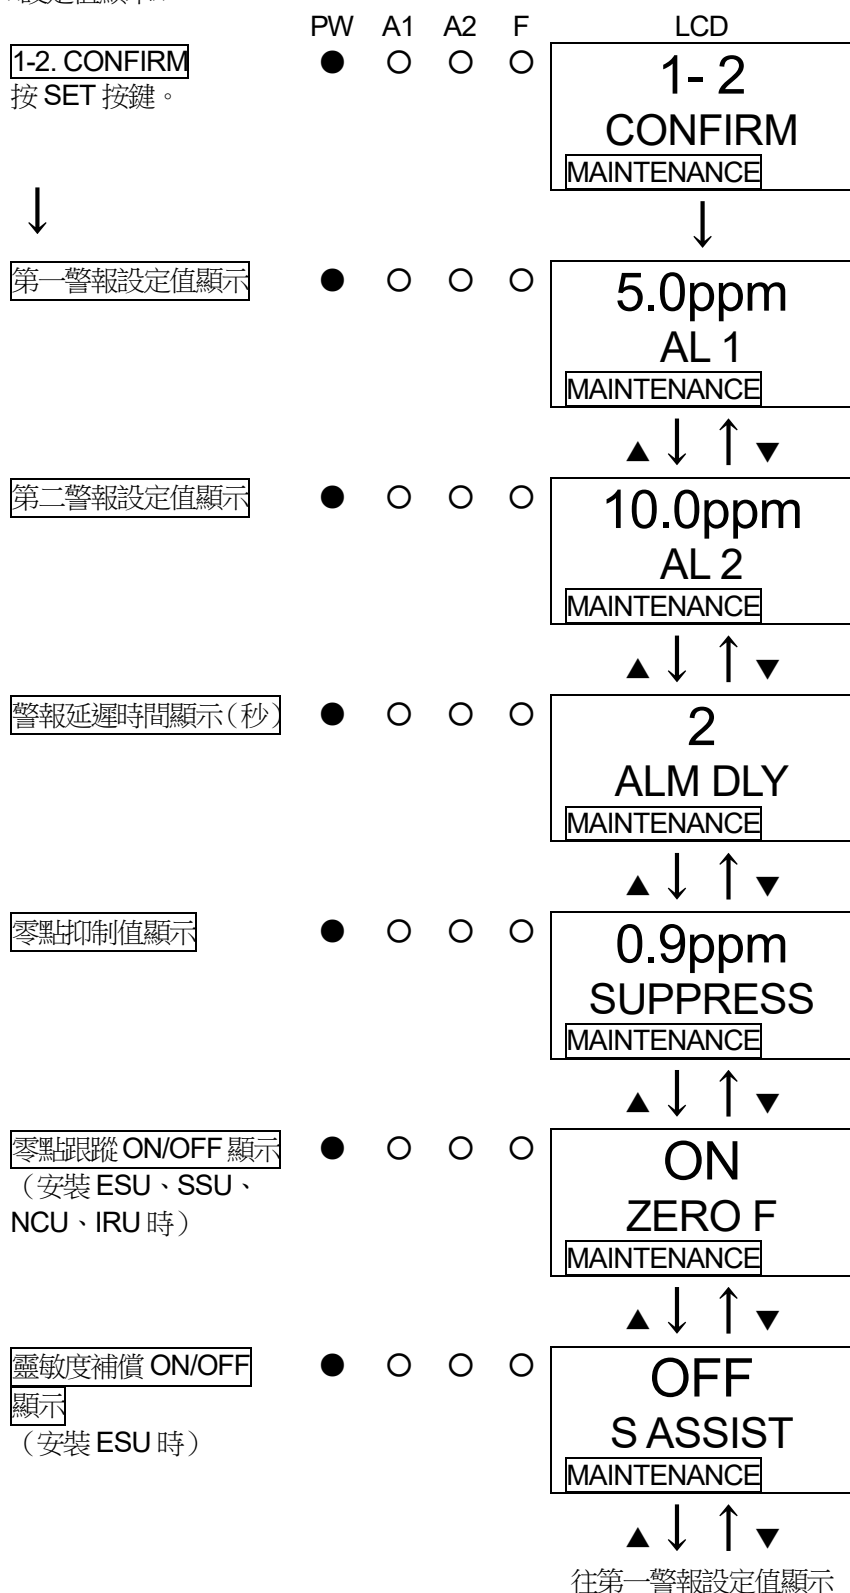 PW A1 A2 F LCD
1-2. CONFIRM ● ○ ○ ○ 1- 2
按 SET 按鍵。
CONFIRM
MAINTENANCE
↓ ↓
第一警報設定值顯示 ● ○ ○ ○ 5.0ppm
AL 1
MAINTENANCE
▲↓ ↑▼
第二警報設定值顯示 ● ○ ○ ○ 10.0ppm
AL 2
MAINTENANCE
▲↓ ↑▼
警報延遲時間顯示(秒) ● ○ ○ ○ 2
ALM DLY
MAINTENANCE
▲↓ ↑▼
零點抑制值顯示 ● ○ ○ ○ 0.9ppm
SUPPRESS
MAINTENANCE
▲↓ ↑▼
零點跟蹤 ON/OFF 顯示 ● ○ ○ ○ ON
(安裝 ESU、SSU、
NCU、IRU 時)
ZERO F
MAINTENANCE
▲↓ ↑▼
靈敏度補償 ON/OFF ● ○ ○ ○ OFF
顯示
(安裝 ESU 時)
S ASSIST
MAINTENANCE
▲↓ ↑▼
往第一警報設定值顯示